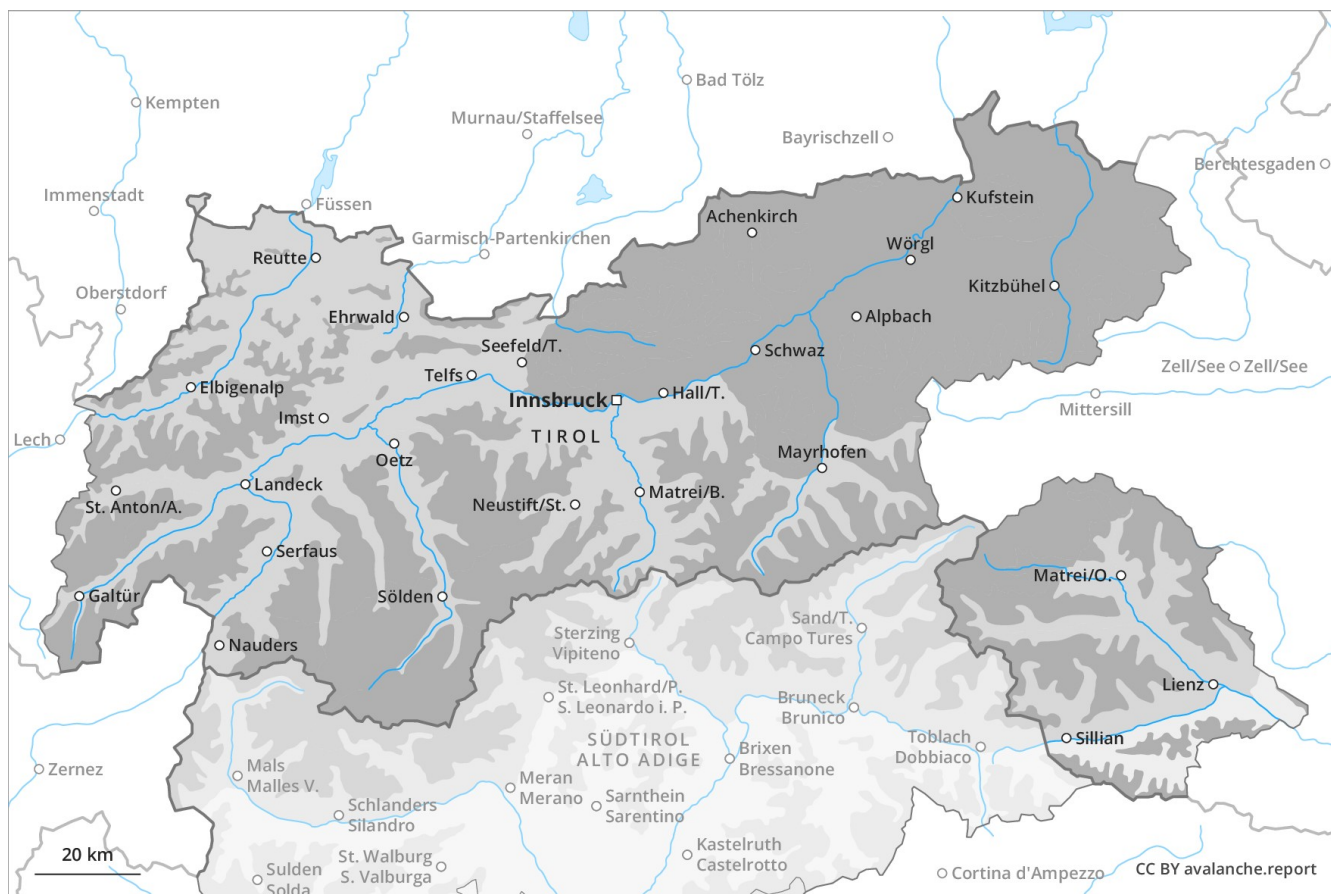 Bad Tölz
Kempten
Murnau/Staffelsee
Bayrischzell
Berchtesgaden
Immenstadt
Füssen
Kufstein
Achenkirch
Garmisch-Partenkirchen
Wörgl
Reutte
Kitzbühel
Oberstdorf
Ehrwald
Alpbach
Seefeld/T.
Schwaz
Zell/See
Zell/See
Telfs
Elbigenalp
Innsbruck
Hall/T.
Mittersill
Imst
TIROL
Lech
Oetz
Mayrhofen
Landeck
Matrei/B.
St. Anton/A.
Neustift/St.
Serfaus
Matrei/O.
Galtür
Sölden
Sand/T.
Campo Tures
Sterzing
Vipiteno
Nauders
Lienz
St. Leonhard/P.
S. Leonardo i. P.
Bruneck
Brunico
SÜDTIROL
ALTO ADIGE
Toblach
Dobbiaco
Sillian
Brixen
Bressanone
Zernez
Mals
Malles V.
Meran
Merano
Sarnthein
Sarentino
Schlanders
Silandro
Kastelruth
Castelrotto
20 km
St. Walburg
S. Valburga
Sulden
Solda
Cortina d'Ampezzo
CC BY avalanche.report